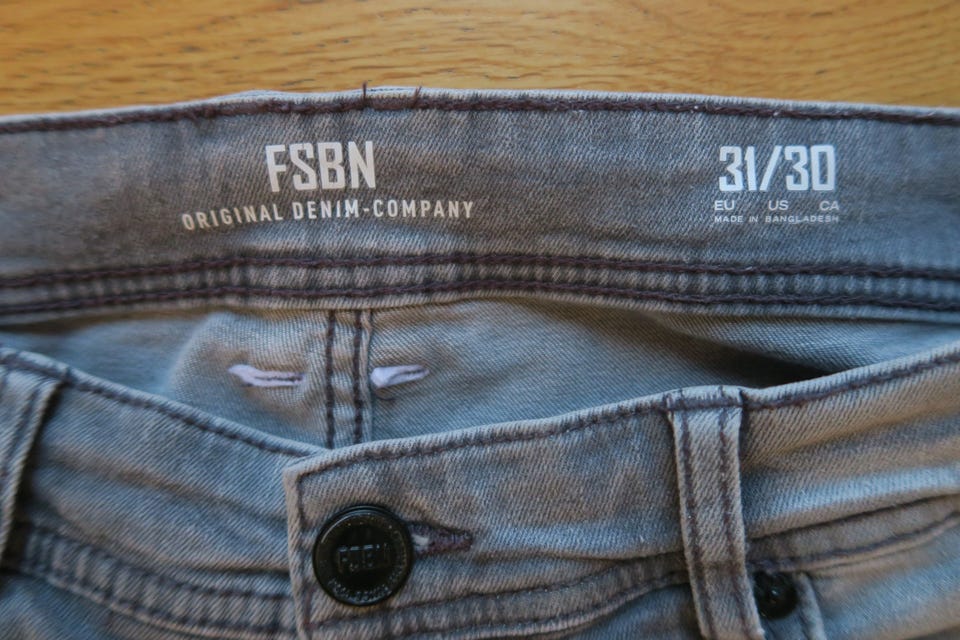 FSBN
ORIGINAL DENIM-COMPANY
31/30
EU US CA
MADE IN BANGLADESH
FSBN